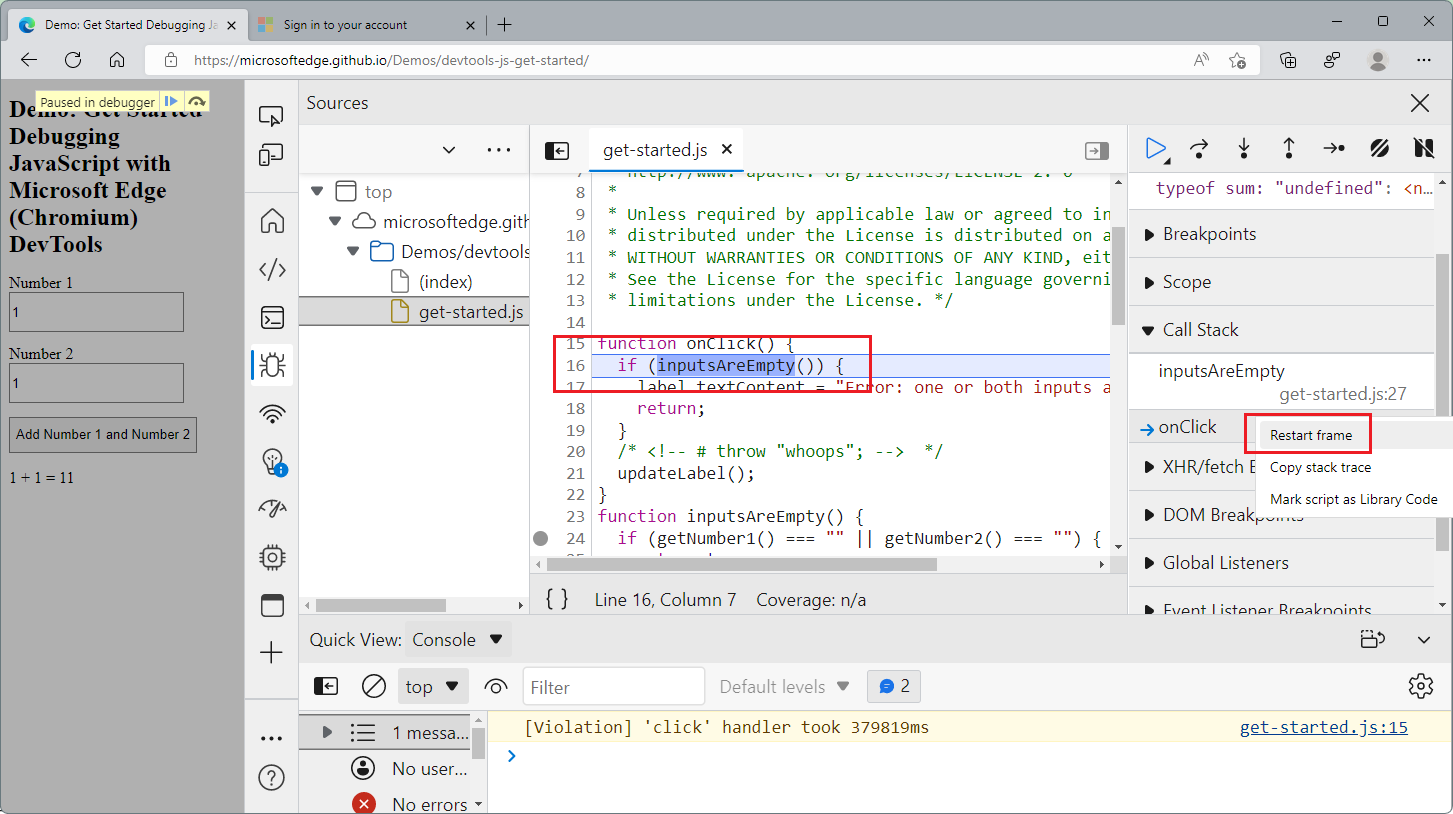 Demo: Get Started Debugging Ja
Sign in to your account
https://microsoftedge.github.io/Demos/devtools-js-get-started/
Paused in debugger
Demo: Get Started
Debugging
JavaScript with
Microsoft Edge
(Chromium)
DevTools
Number 1
1
Number 2
1
Add Number 1 and Number 2
1 + 1 = 11
Sources
top
microsoftedge.gith
Demos/devtools
(index)
get-started.js
get-started.js
7 * http://www.apache.org/licenses/LICENSE-2.0
8 *
9 * Unless required by applicable law or agreed to in
10 * distributed under the License is distributed on a
11 * WITHOUT WARRANTIES OR CONDITIONS OF ANY KIND, eit
12 * See the License for the specific language governi
13 * limitations under the License. */
14
15 function onClick() {
16 if (inputsAreEmpty()) {
17 label.textContent = "Error: one or both inputs a
18 return;
19 }
20 /* <!-- # throw "whoops"; --> */
21 updateLabel();
22 }
23 function inputsAreEmpty() {
24 if (getNumber1() === "" || getNumber2() === "") {
{ } Line 16, Column 7 Coverage: n/a
typeof sum: "undefined": <n…
Breakpoints
Scope
Call Stack
inputsAreEmpty
get-started.js:27
onClick
Restart frame
Copy stack trace
Mark script as Library Code
XHR/fetch B
DOM Breakpoints
Global Listeners
Event Listener Breakpoints
Quick View: Console
top
Filter
Default levels
2
1 messa…
No user…
No errors
[Violation] 'click' handler took 379819ms
get-started.js:15